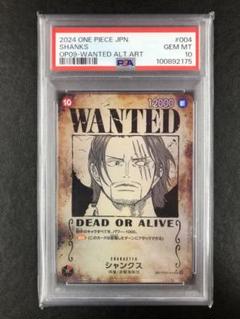 2024 ONE PIECE JPN. #004
SHANKS GEM MT
OP09-WANTED ALT ART 10
PSA 100892175
10 12000
WANTED
DEAD OR ALIVE
CHARACTER
シャンクス